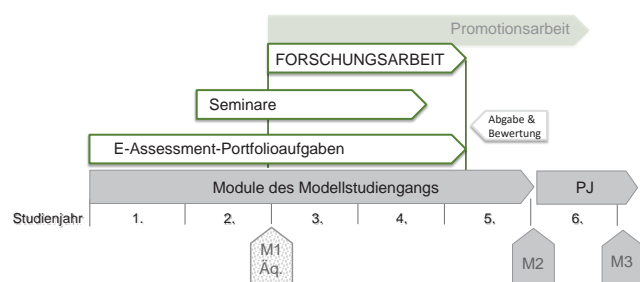 Promotionsarbeit
FORSCHUNGSARBEIT
Seminare
Abgabe &
Bewertung
E-Assessment-Portfolioaufgaben
Module des Modellstudiengangs
PJ
Studienjahr 1. 2. 3. 4. 5. 6.
M1
Äq.
M2
M3